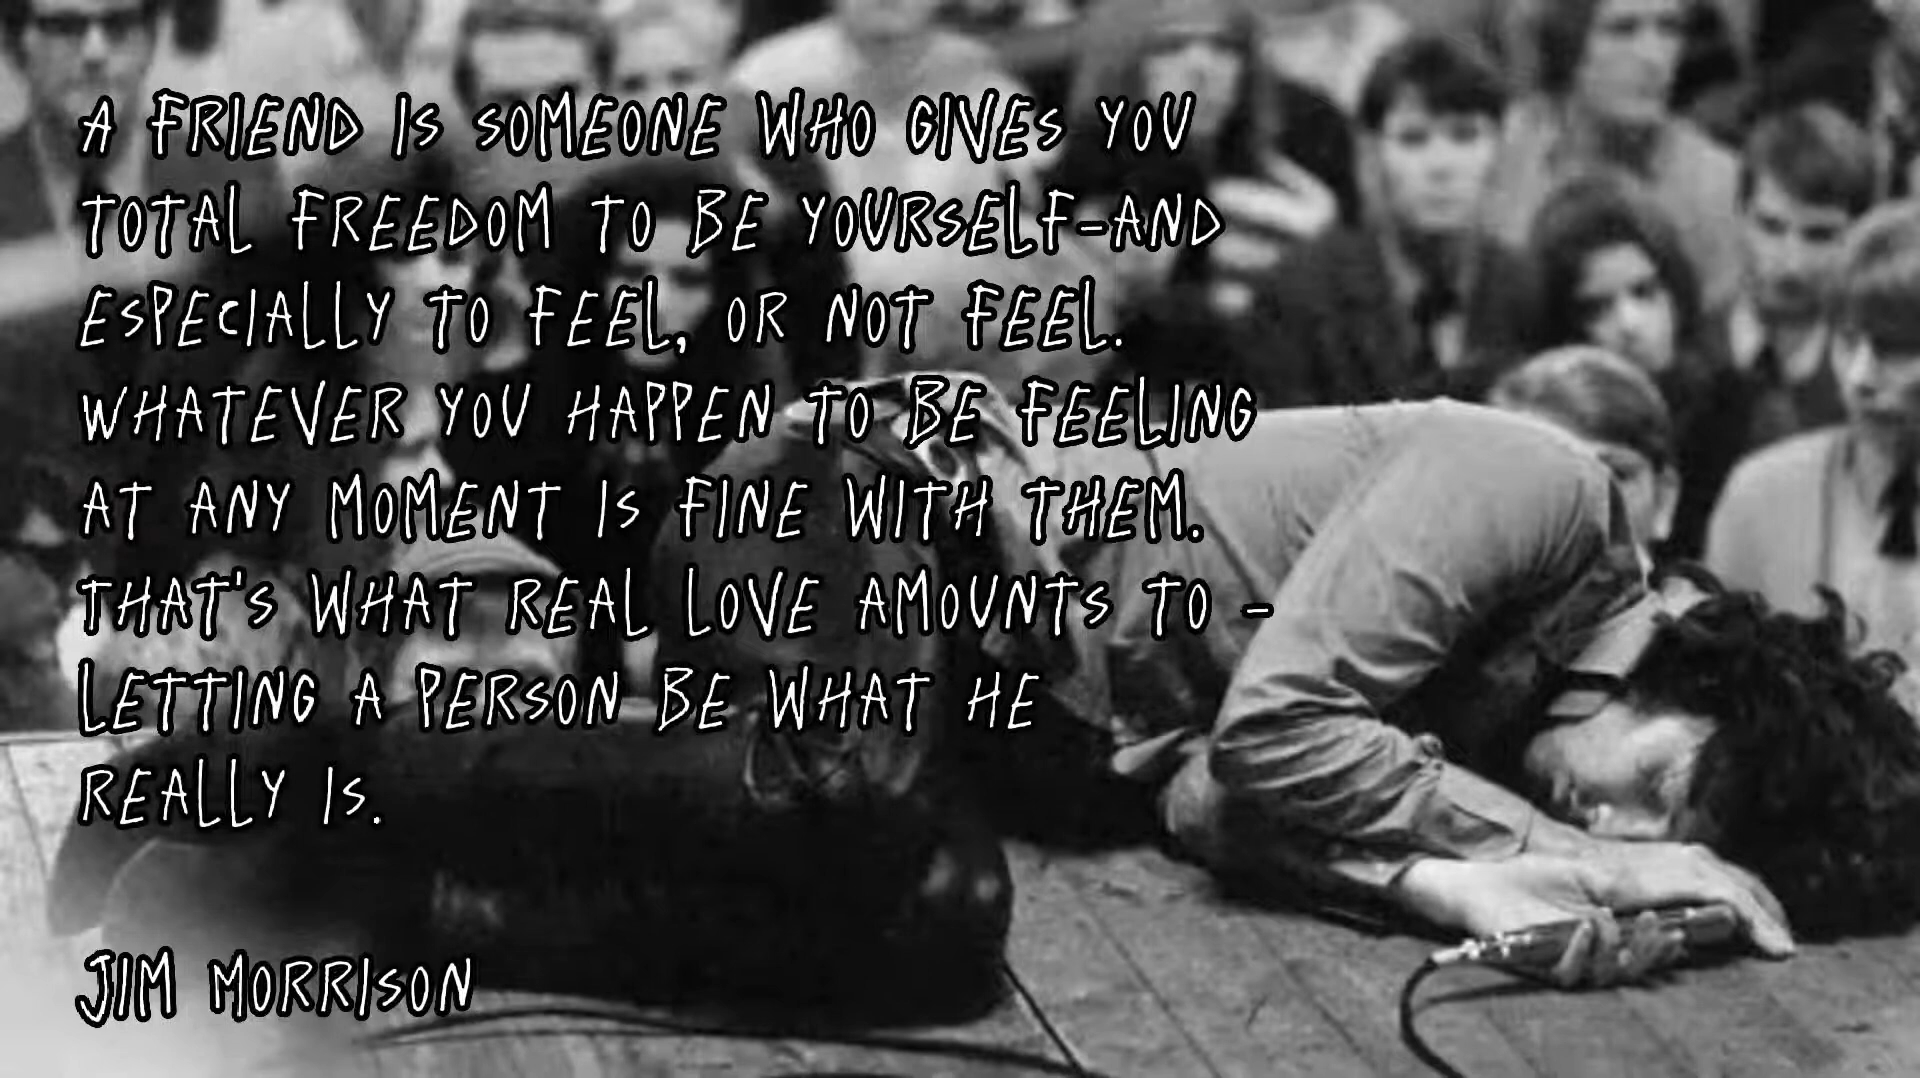 A FRIEND IS SOMEONE WHO GIVES YOU
TOTAL FREEDOM TO BE YOURSELF-AND
ESPECIALLY TO FEEL, OR NOT FEEL.
WHATEVER YOU HAPPEN TO BE FEELING
AT ANY MOMENT IS FINE WITH THEM.
THAT'S WHAT REAL LOVE AMOUNTS TO -
LETTING A PERSON BE WHAT HE
REALLY IS.
JIM MORRISON